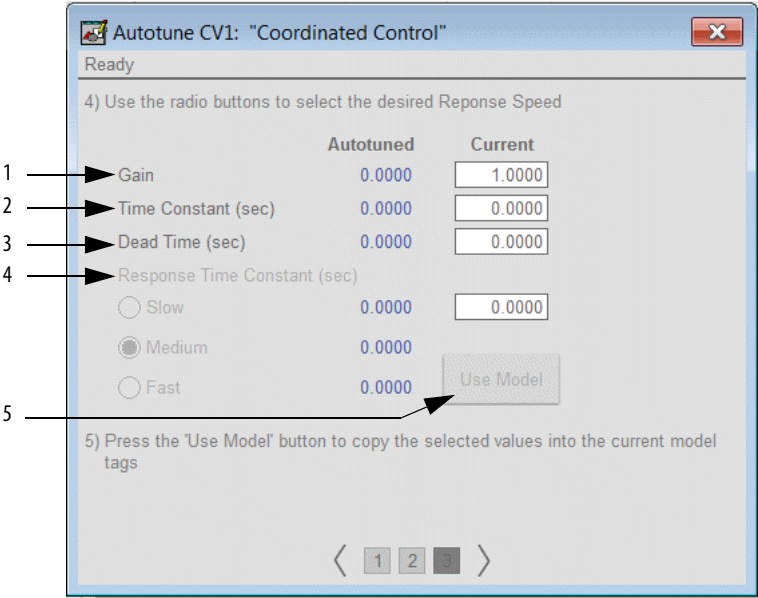 Autotune CV1: "Coordinated Control"
Ready
4) Use the radio buttons to select the desired Reponse Speed
Autotuned Current
1 Gain 0.0000 1.0000
2 Time Constant (sec) 0.0000 0.0000
3 Dead Time (sec) 0.0000 0.0000
4 Response Time Constant (sec)
Slow 0.0000 0.0000
Medium 0.0000
Fast 0.0000 Use Model
5
5) Press the 'Use Model' button to copy the selected values into the current model
tags
1 2 3